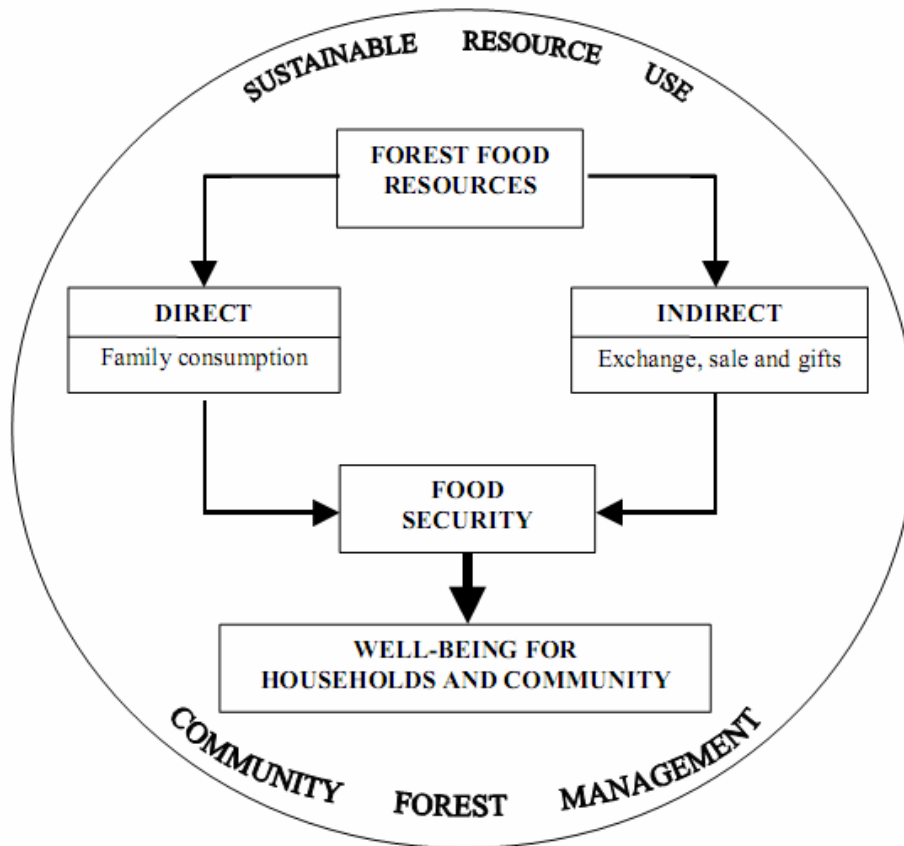 SUSTAINABLE RESOURCE USE
FOREST FOOD
RESOURCES
DIRECT
Family consumption
INDIRECT
Exchange, sale and gifts
FOOD
SECURITY
WELL-BEING FOR
HOUSEHOLDS AND COMMUNITY
COMMUNITY FOREST MANAGEMENT